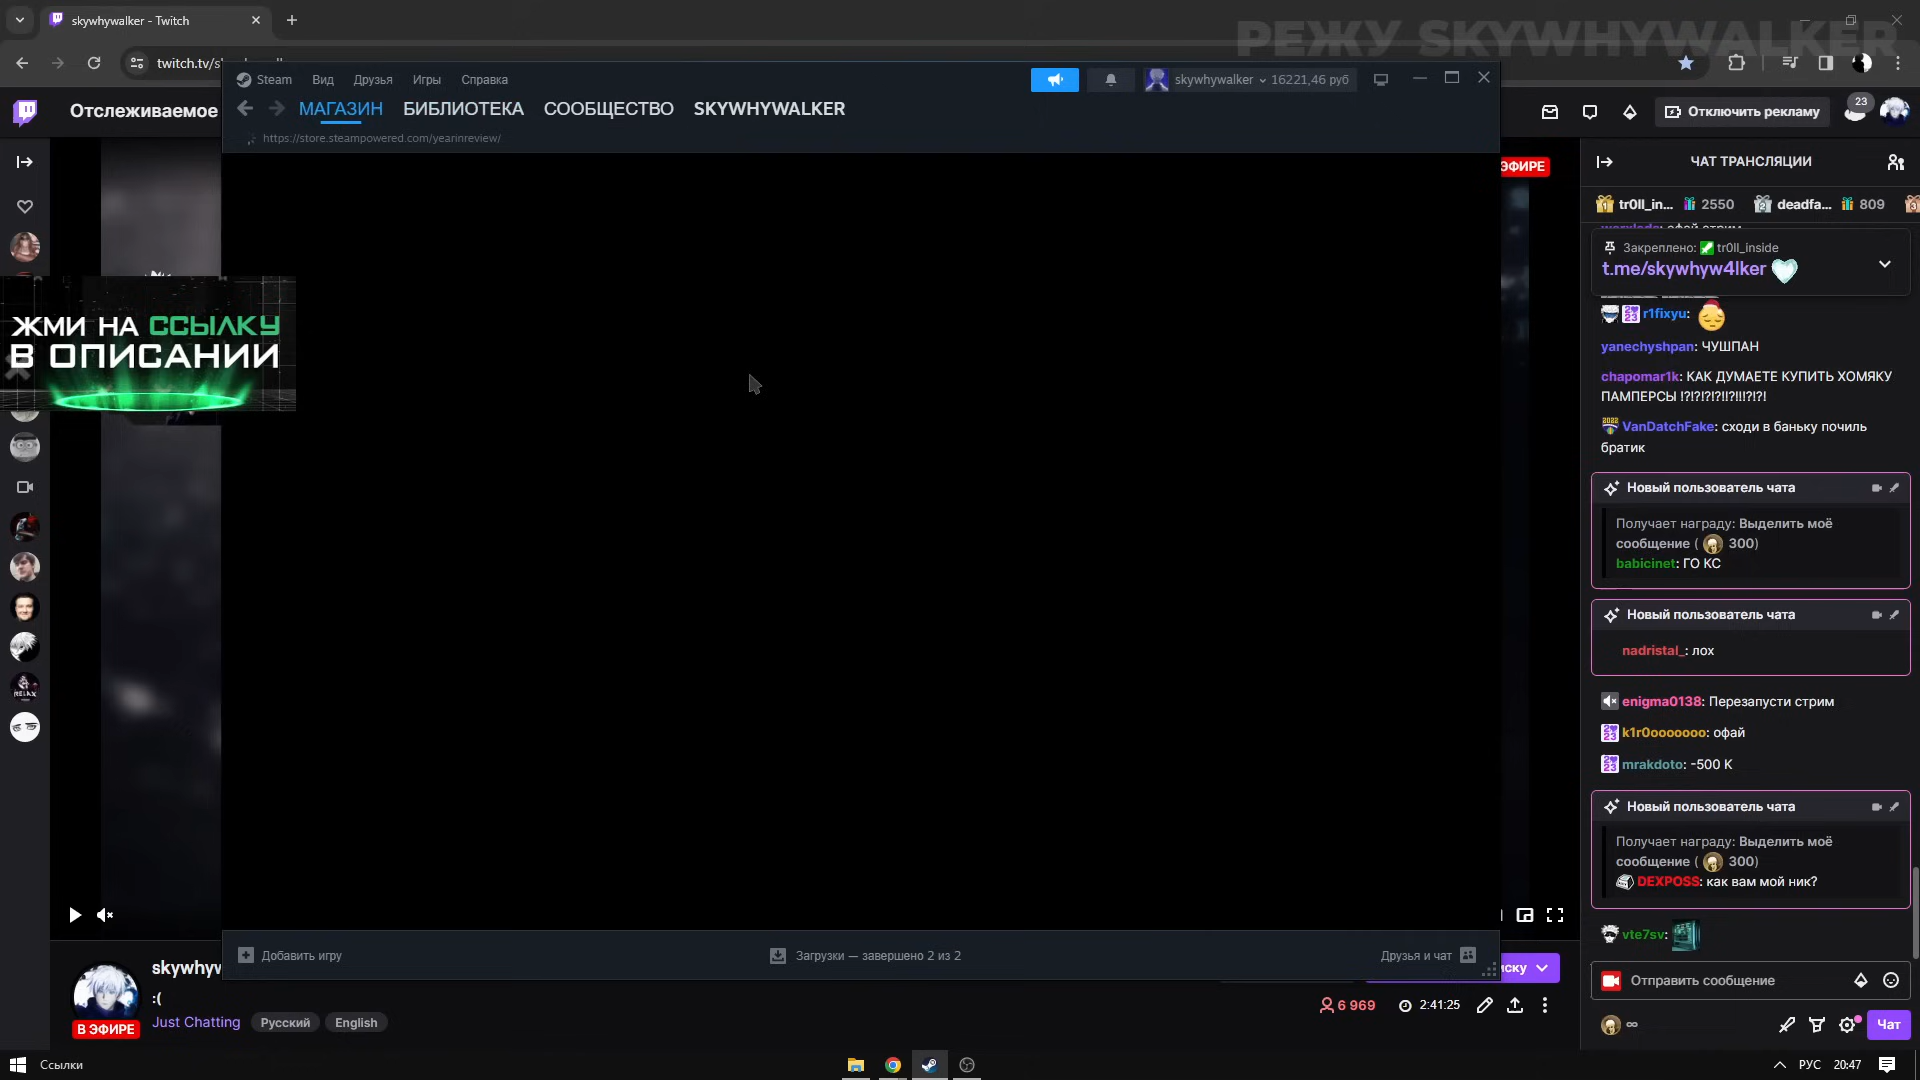 skywhywalker - Twitch
РЕЖУ SKYWHYWALKER
Steam Вид Друзья Игры Справка
skywhywalker 16221,46 руб
МАГАЗИН БИБЛИОТЕКА СООБЩЕСТВО SKYWHYWALKER
https://store.steampowered.com/yearinreview/
Отслеживаемое
Отключить рекламу
23
ЭФИРЕ
ЖМИ НА ССЫЛКУ
В ОПИСАНИИ
RELAX
ЧАТ ТРАНСЛЯЦИИ
tr0ll_in... 2550 deadfa... 809
Закреплено: tr0ll_inside
t.me/skywhyw4lker
r1fixyu:
yanechyshpan: ЧУШПАН
chapomar1k: КАК ДУМАЕТЕ КУПИТЬ ХОМЯКУ
ПАМПЕРСЫ !?!?!?!?!!?!!!?!?!
VanDatchFake: сходи в баньку почиль
братик
Новый пользователь чата
Получает награду: Выделить моё
сообщение ( 300)
babicinet: ГО КС
Новый пользователь чата
nadristal_: лох
enigma0138: Перезапусти стрим
k1r0ooooooo: офай
mrakdoto: -500 К
Новый пользователь чата
Получает награду: Выделить моё
сообщение ( 300)
DEXPOSS: как вам мой ник?
vte7sv:
Отправить сообщение
∞
Чат
Добавить игру
Загрузки — завершено 2 из 2
Друзья и чат
:(
В ЭФИРЕ
Just Chatting Русский English
6 969 2:41:25
Ссылки
РУС 20:47